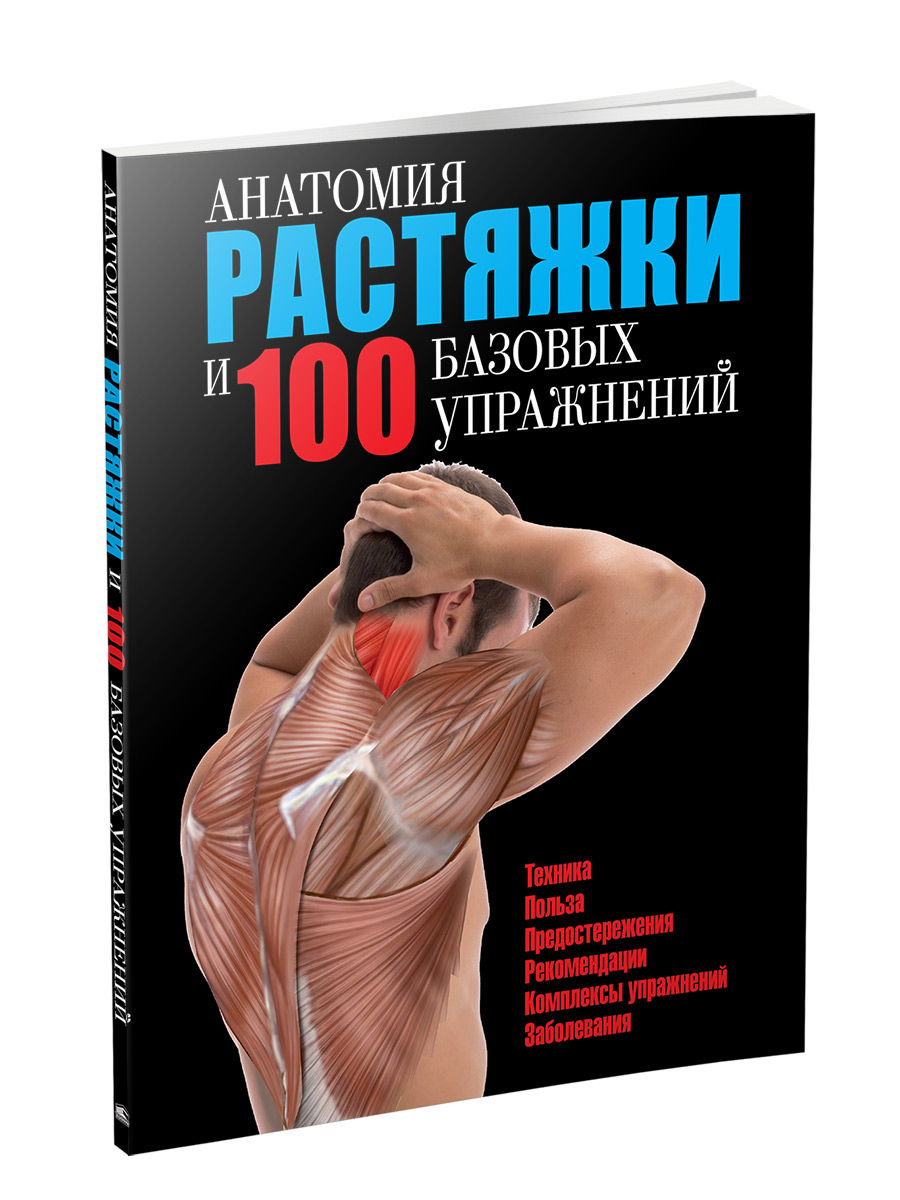 АНАТОМИЯ
РАСТЯЖКИ
И 100 БАЗОВЫХ
УПРАЖНЕНИЙ
Техника
Польза
Предостережения
Рекомендации
Комплексы упражнений
Заболевания
АНАТОМИЯ РАСТЯЖКИ И 100 БАЗОВЫХ УПРАЖНЕНИЙ